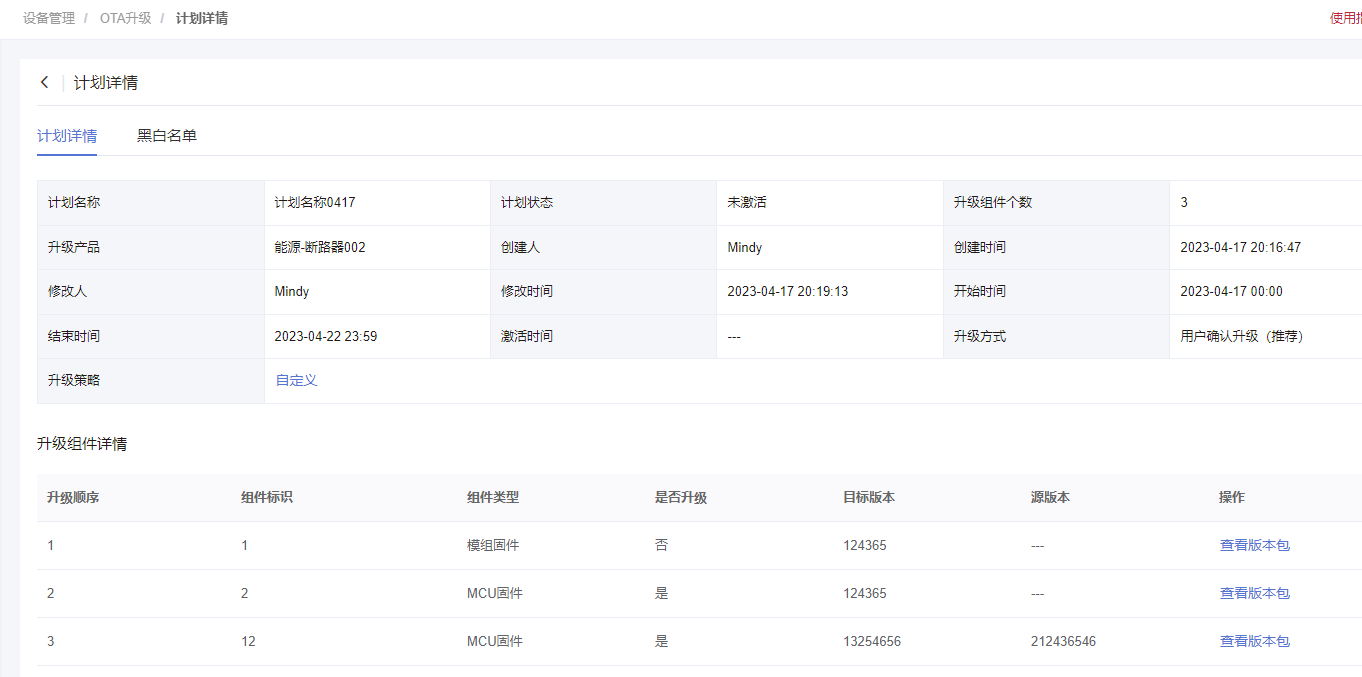 设备管理 / OTA升级 / 计划详情 使用指
计划详情
计划详情 黑白名单
计划名称 计划名称0417 计划状态 未激活 升级组件个数 3
升级产品 能源-断路器002 创建人 Mindy 创建时间 2023-04-17 20:16:47
修改人 Mindy 修改时间 2023-04-17 20:19:13 开始时间 2023-04-17 00:00
结束时间 2023-04-22 23:59 激活时间 --- 升级方式 用户确认升级（推荐）
升级策略 自定义
升级组件详情
升级顺序 组件标识 组件类型 是否升级 目标版本 源版本 操作
1 1 模组固件 否 124365 --- 查看版本包
2 2 MCU固件 是 124365 --- 查看版本包
3 12 MCU固件 是 13254656 212436546 查看版本包